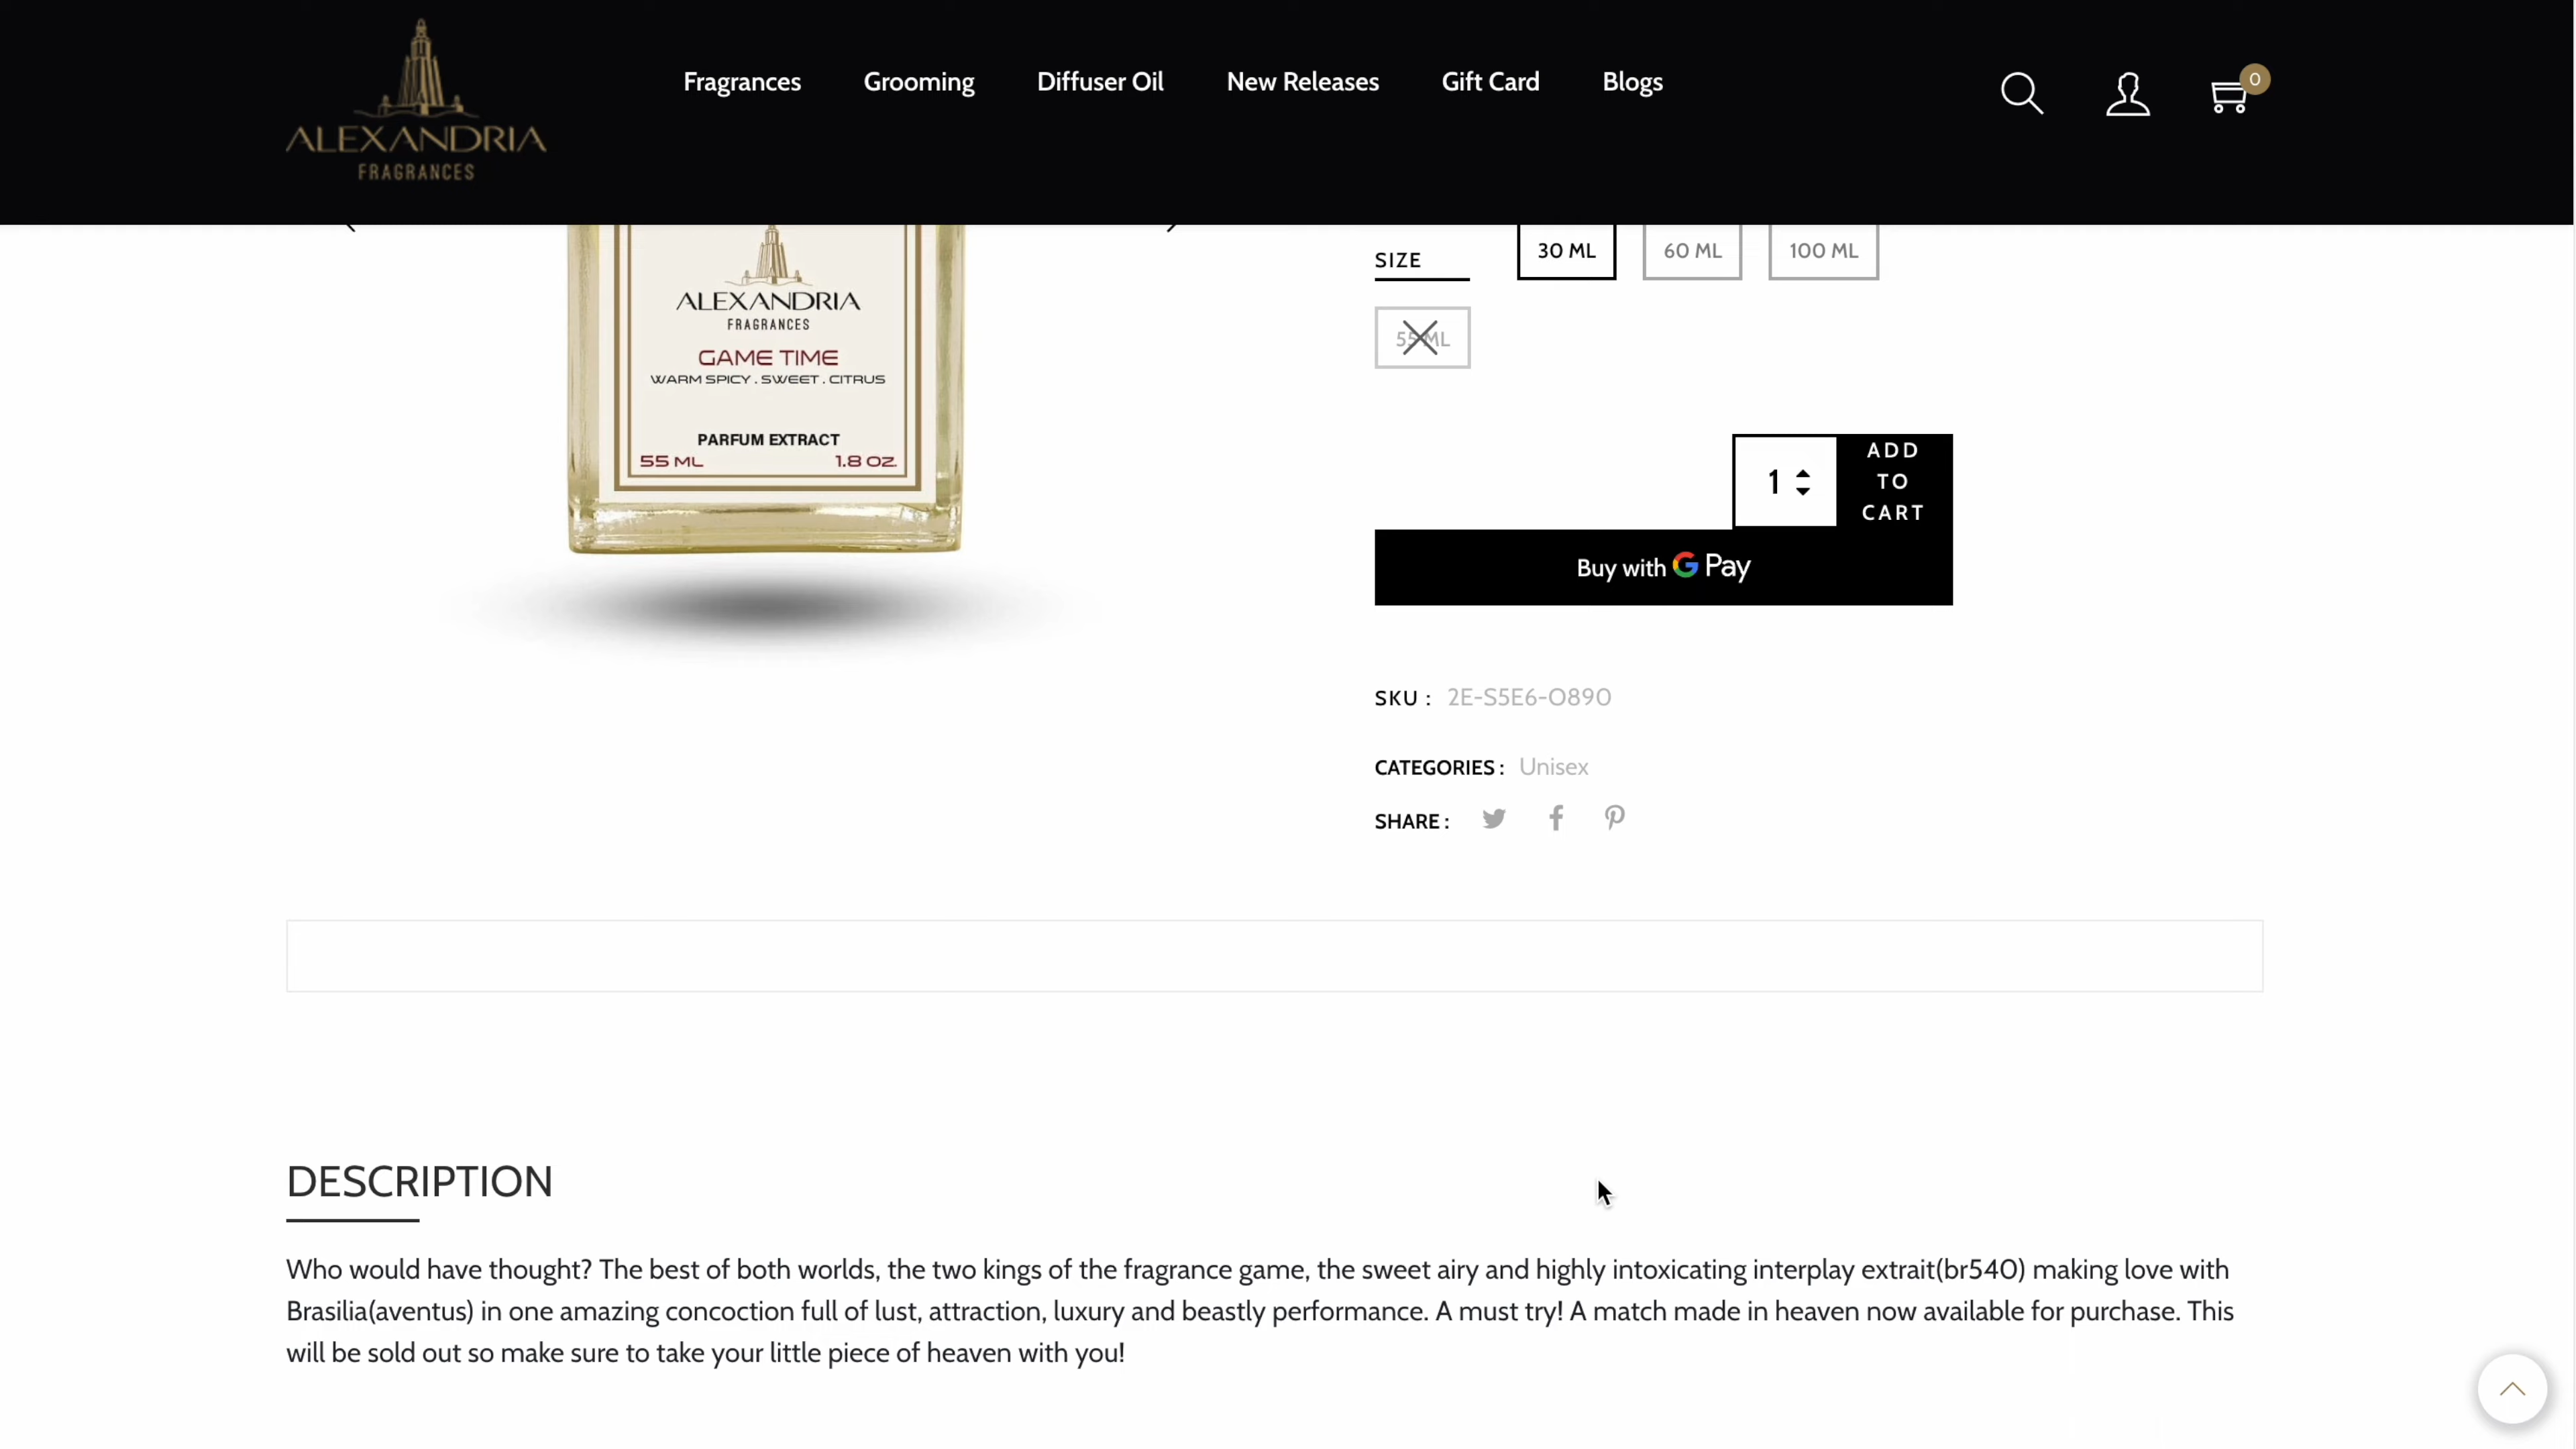 ALEXANDRIA
FRAGRANCES
Fragrances
Grooming
Diffuser Oil
New Releases
Gift Card
Blogs
0
ALEXANDRIA
FRAGRANCES
GAME TIME
WARM SPICY . SWEET . CITRUS
PARFUM EXTRACT
55 ML 1.8 OZ.
SIZE
30 ML
60 ML
100 ML
55 ML
1
ADD
TO
CART
Buy with G Pay
SKU : 2E-S5E6-O890
CATEGORIES : Unisex
SHARE :
DESCRIPTION
Who would have thought? The best of both worlds, the two kings of the fragrance game, the sweet airy and highly intoxicating interplay extrait(br540) making love with
Brasilia(aventus) in one amazing concoction full of lust, attraction, luxury and beastly performance. A must try! A match made in heaven now available for purchase. This
will be sold out so make sure to take your little piece of heaven with you!